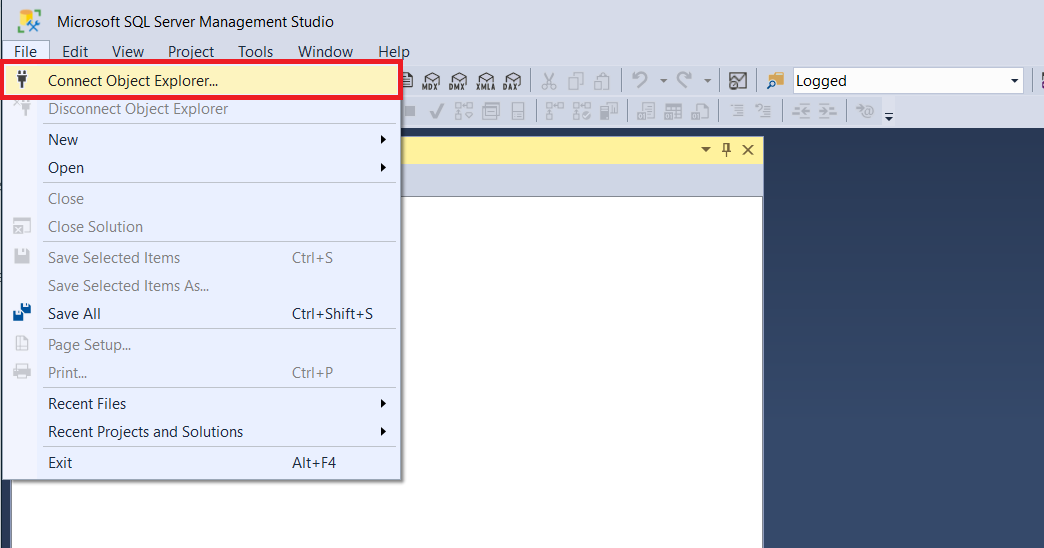 Microsoft SQL Server Management Studio
File Edit View Project Tools Window Help
Connect Object Explorer...
MDX DMX XMLA DAX
Logged
Disconnect Object Explorer
New
Open
Close
Close Solution
Save Selected Items Ctrl+S
Save Selected Items As...
Save All Ctrl+Shift+S
Page Setup...
Print... Ctrl+P
Recent Files
Recent Projects and Solutions
Exit Alt+F4